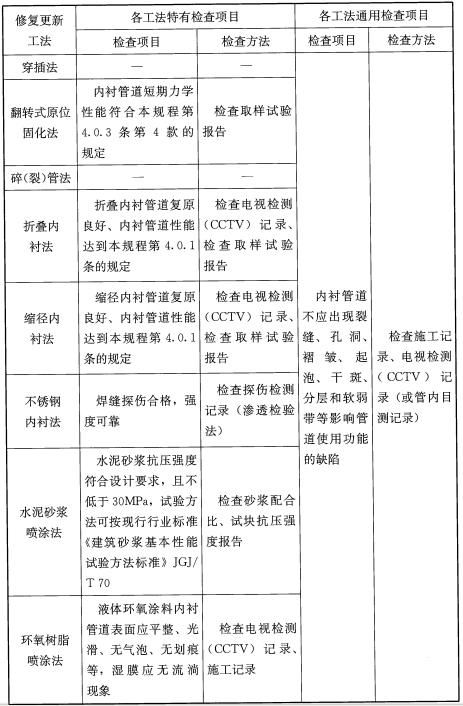 修复更新
工法
各工法特有检查项目
各工法通用检查项目
检查项目
检查方法
检查项目
检查方法
穿插法
—
—
翻转式原位
固化法
内衬管道短期力学
性能符合本规程第
4.0.3 条第 4 款的
规定
检查取样试验
报告
碎(裂)管法
—
—
折叠内
衬法
内衬管道复原
良好、内衬管道性能
达到本规程第 4.0.1
条的规定
检查电视检测
(CCTV) 记录、
检查取样试验
报告
缩径内
衬法
缩径内衬管道复原
良好、内衬管道性能
达到本规程第 4.0.1
条的规定
检查电视检测
(CCTV) 记录、
检查取样试验
报告
不锈钢
内衬法
焊缝探伤合格，强
度可靠
检查探伤检测
记录（渗透检验
法）
水泥砂浆
喷涂法
水泥砂浆抗压强度
符合设计要求，且不
低于 30MPa，试验方
法可按现行行业标准
《建筑砂浆基本性能
试验方法标准》JGJ/
T 70
检查砂浆配合
比、试块抗压强
度报告
环氧树脂
喷涂法
液体环氧涂料内衬
管道表面应平整、光
滑、无气泡、无划痕
等，湿膜应无流淌
现象
检查电视检测
(CCTV) 记录、
施工记录
内衬管道
不应出现裂
缝、孔洞、
褶皱、起
泡、干斑、
分层和软弱
带等影响管
道使用功能
的缺陷
检查施工记
录、电视检测
(CCTV) 记
录（或管内目
测记录）